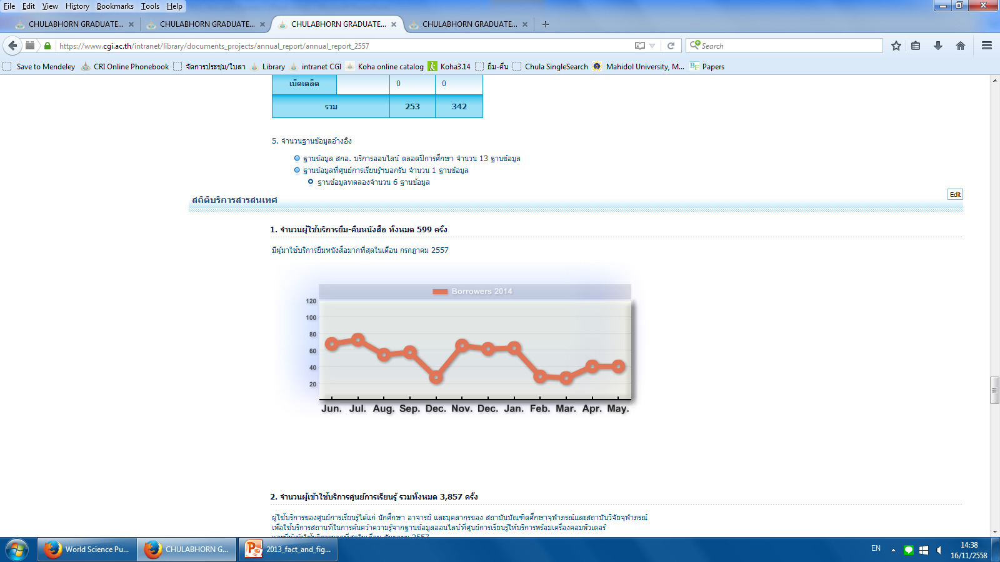 File Edit View History Bookmarks Tools Help
CHULABHORN GRADUATE... CHULABHORN GRADUATE... CHULABHORN GRADUATE... CHULABHORN GRADUATE...
https://www.cgi.ac.th/intranet/library/documents_projects/annual_report/annual_report_2557 Search
Save to Mendeley CRI Online Phonebook จัดการประชุม/ใบลา Library intranet CGI Koha online catalog Koha3.14 ยืม-คืน Chula SingleSearch Mahidol University, M... Papers
เบ็ดเตล็ด 0 0
รวม 253 342
5. จำนวนฐานข้อมูลอ้างอิง
ฐานข้อมูล สกอ. บริการออนไลน์ ตลอดปีการศึกษา จำนวน 13 ฐานข้อมูล
ฐานข้อมูลที่ศูนย์การเรียนรู้ฯบอกรับ จำนวน 1 ฐานข้อมูล
ฐานข้อมูลทดลองจำนวน 6 ฐานข้อมูล
Edit
สถิติบริการสารสนเทศ
1. จำนวนผู้ใช้บริการยืม-คืนหนังสือ ทั้งหมด 599 ครั้ง
มีผู้มาใช้บริการยืมหนังสือมากที่สุดในเดือน กรกฎาคม 2557
Borrowers 2014
120
100
80
60
40
20
Jun. Jul. Aug. Sep. Dec. Nov. Dec. Jan. Feb. Mar. Apr. May.
2. จำนวนผู้เข้าใช้บริการศูนย์การเรียนรู้ รวมทั้งหมด 3,857 ครั้ง
ผู้ใช้บริการของศูนย์การเรียนรู้ได้แก่ นักศึกษา อาจารย์ และบุคลากรของ สถาบันบัณฑิตศึกษาจุฬาภรณ์และสถาบันวิจัยจุฬาภรณ์
เพื่อใช้บริการสถานที่ในการค้นคว้าความรู้จากฐานข้อมูลออนไลน์ที่ศูนย์การเรียนรู้ให้บริการพร้อมเครื่องคอมพิวเตอร์
World Science Pu... CHULABHORN G... 2013_fact_and_fig... EN 14:38
16/11/2558